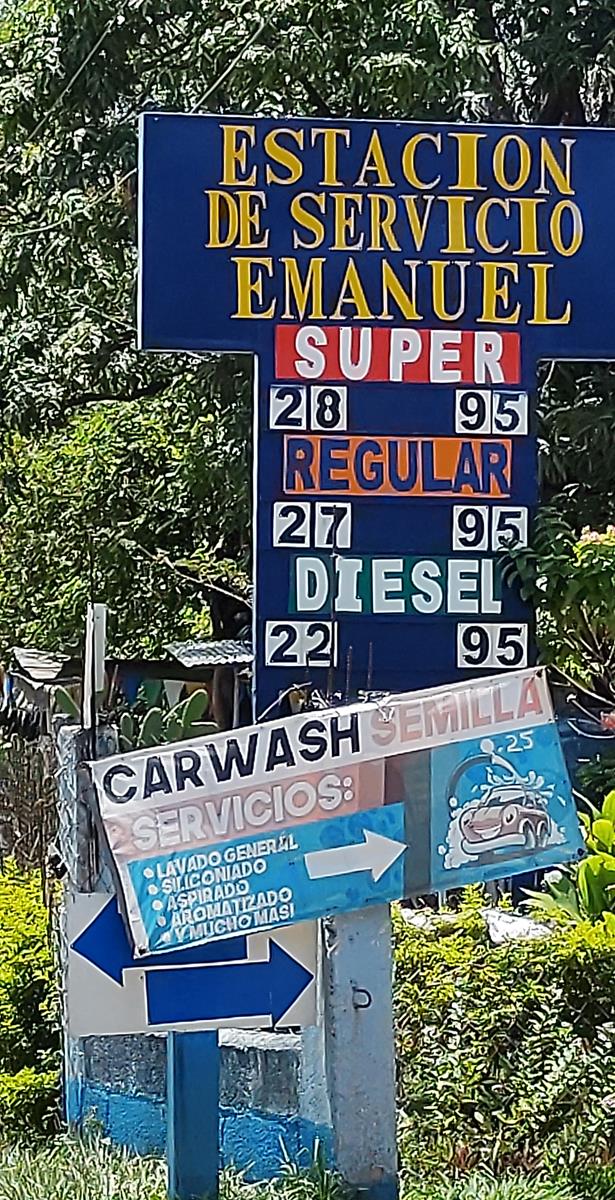 ESTACION
DE SERVICIO
EMANUEL
SUPER
28 95
REGULAR
27 95
DIESEL
22 95
CARWASH SEMILLA
SERVICIOS:
• LAVADO GENERAL
• SILICONIADO
• ASPIRADO
• AROMATIZADO
• Y MUCHO MAS!